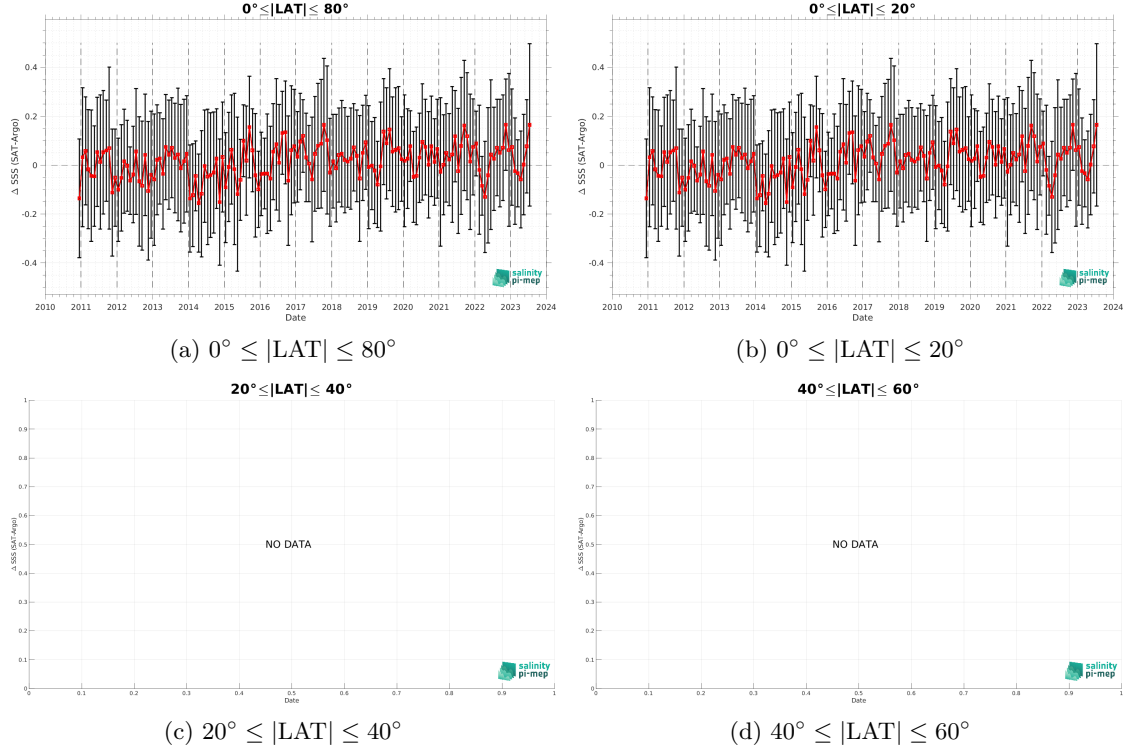 0°≤|LAT|≤ 80°
Δ SSS (SAT-Argo)
0.4
0.2
0
-0.2
-0.4
2010 2011 2012 2013 2014 2015 2016 2017 2018 2019 2020 2021 2022 2023 2024
Date
salinity
pi-mep
(a) 0° ≤ |LAT| ≤ 80°
0°≤|LAT|≤ 20°
Δ SSS (SAT-Argo)
0.4
0.2
0
-0.2
-0.4
2010 2011 2012 2013 2014 2015 2016 2017 2018 2019 2020 2021 2022 2023 2024
Date
salinity
pi-mep
(b) 0° ≤ |LAT| ≤ 20°
20°≤|LAT|≤ 40°
Δ SSS (SAT-Argo)
1
0.9
0.8
0.7
0.6
0.5
0.4
0.3
0.2
0.1
0
NO DATA
0 0.1 0.2 0.3 0.4 0.5 0.6 0.7 0.8 0.9 1
Date
salinity
pi-mep
(c) 20° ≤ |LAT| ≤ 40°
40°≤|LAT|≤ 60°
Δ SSS (SAT-Argo)
1
0.9
0.8
0.7
0.6
0.5
0.4
0.3
0.2
0.1
0
NO DATA
0 0.1 0.2 0.3 0.4 0.5 0.6 0.7 0.8 0.9 1
Date
salinity
pi-mep
(d) 40° ≤ |LAT| ≤ 60°